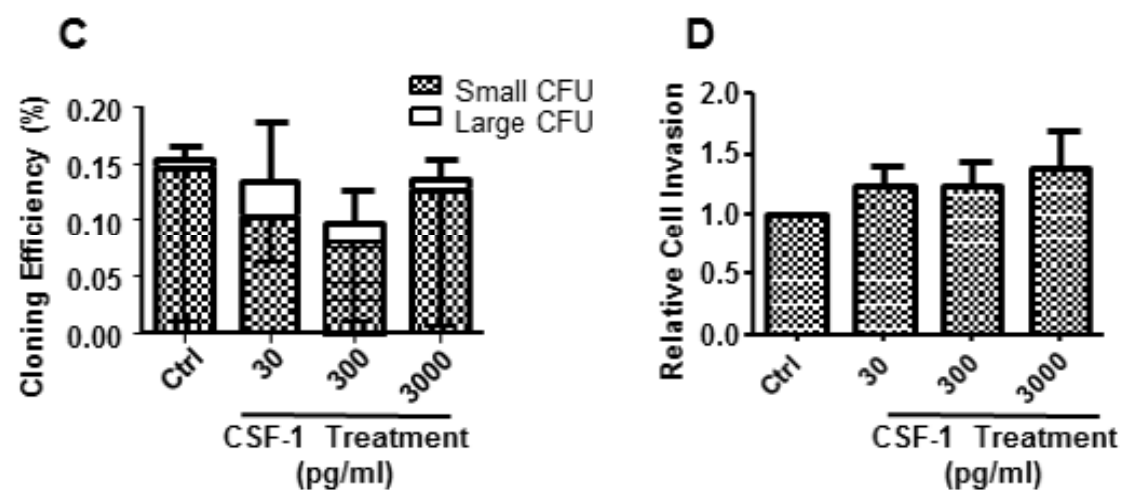 C
Cloning Efficiency (%)
0.20
0.15
0.10
0.05
0.00
Small CFU
Large CFU
Ctrl
30
300
3000
CSF-1 Treatment
(pg/ml)
D
Relative Cell Invasion
2.0
1.5
1.0
0.5
0.0
Ctrl
30
300
3000
CSF-1 Treatment
(pg/ml)